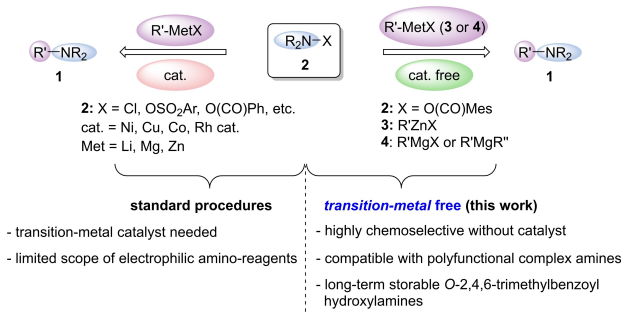 R'-MetX
R'–NR2
1
cat.
R2N–X
2
R'-MetX (3 or 4)
cat. free
R'–NR2
1
2: X = Cl, OSO2Ar, O(CO)Ph, etc.
cat. = Ni, Cu, Co, Rh cat.
Met = Li, Mg, Zn
2: X = O(CO)Mes
3: R'ZnX
4: R'MgX or R'MgR"
standard procedures
- transition-metal catalyst needed
- limited scope of electrophilic amino-reagents
transition-metal free (this work)
- highly chemoselective without catalyst
- compatible with polyfunctional complex amines
- long-term storable O-2,4,6-trimethylbenzoyl
hydroxylamines